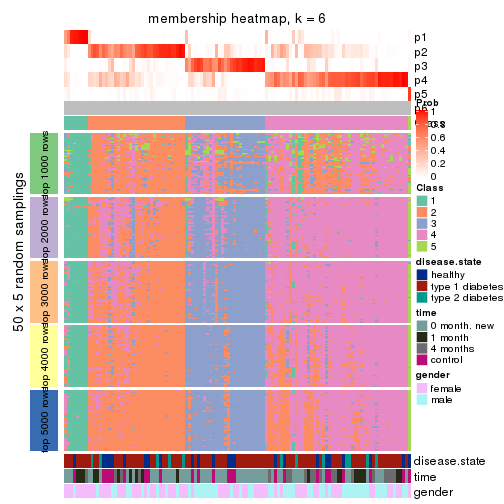 membership heatmap, k = 6
p1
p2
p3
p4
p5
p6
Prob
1
0.8
0.6
0.4
0.2
0
Class
1
2
3
4
5
disease.state
healthy
type 1 diabetes
type 2 diabetes
time
0 month, new
1 month
4 months
control
gender
female
male
50 x 5 random samplings
top 1000 rows
top 2000 rows
top 3000 rows
top 4000 rows
top 5000 rows
disease.state
time
gender